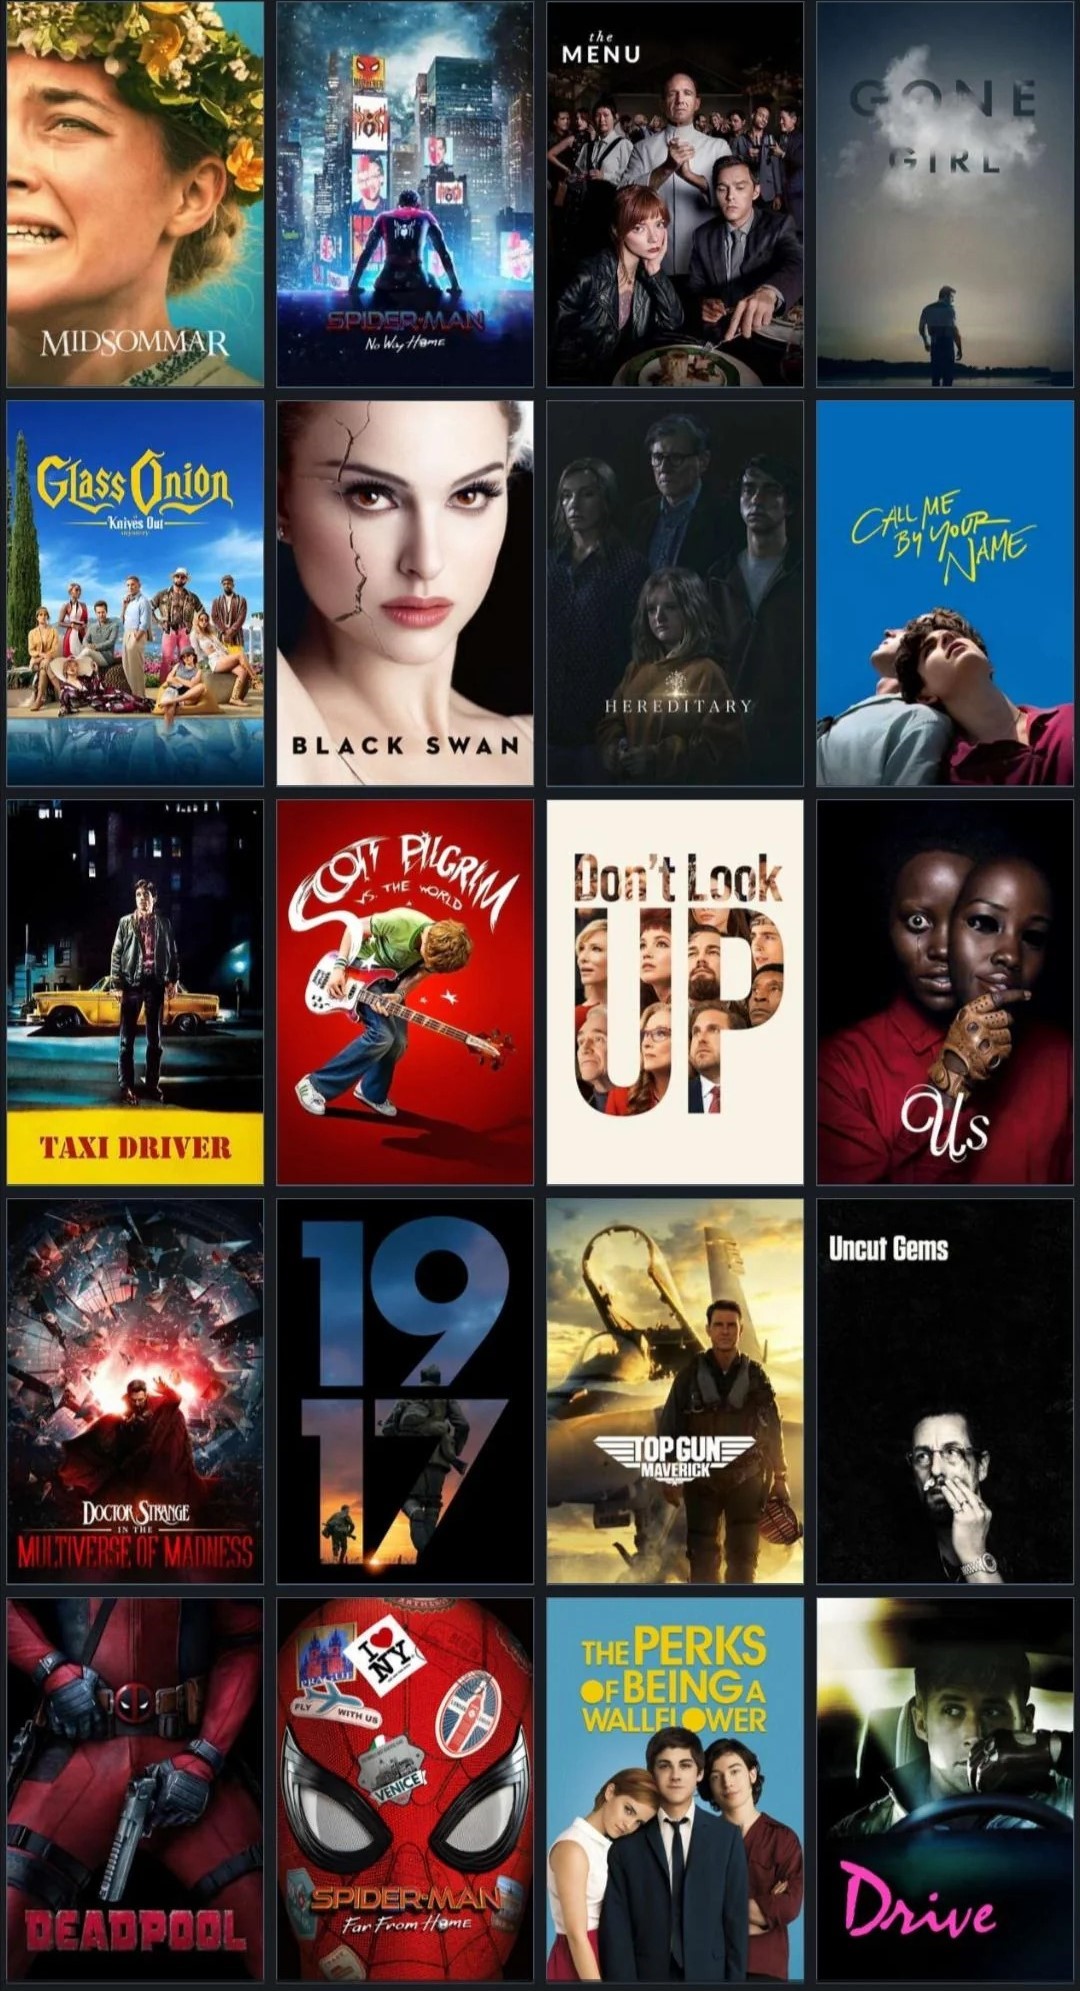 MIDSOMMAR
SPIDER-MAN
No Way Home
the
MENU
GONE
GIRL
Glass Onion
Knives Out
mystery
BLACK SWAN
HEREDITARY
CALL ME
BY YOUR
NAME
TAXI DRIVER
SCOTT PILGRIM
VS. THE WORLD
Don't Look
UP
Us
DOCTOR STRANGE
IN THE
MULTIVERSE OF MADNESS
19
17
TOP GUN
MAVERICK
Uncut Gems
DEADPOOL
I ♥
NY
PRAGUE
FLY
WITH US
VENICE
SPIDER-MAN
Far From Home
THE PERKS
OF BEING A
WALLFLOWER
Drive